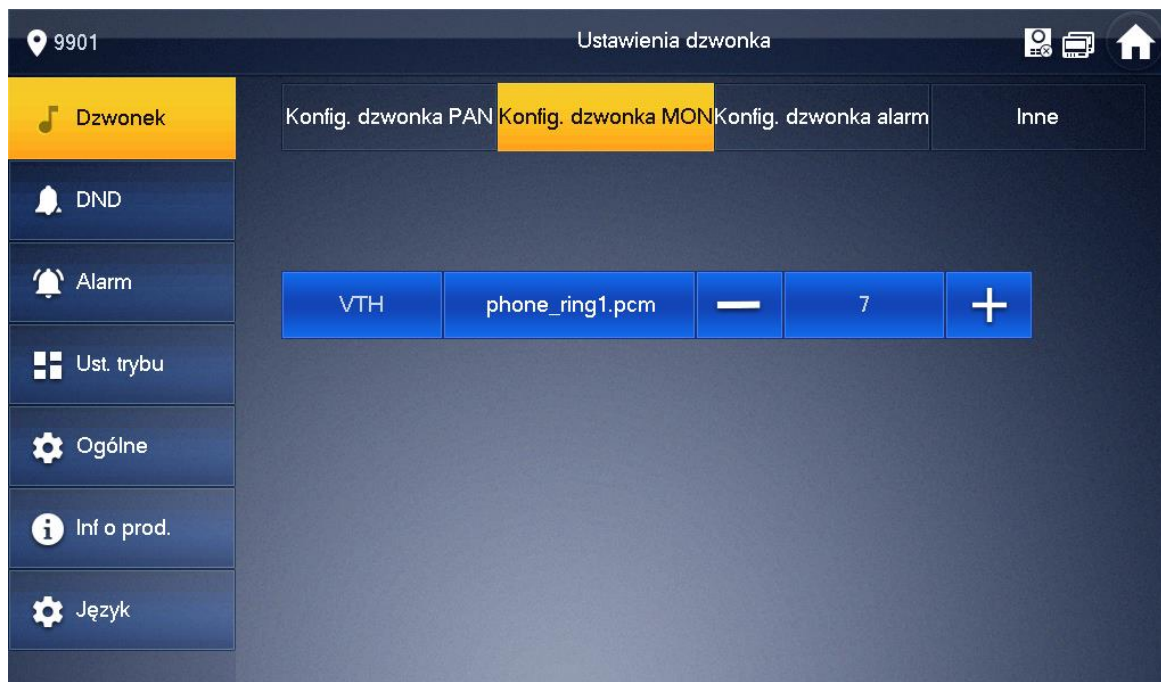 9901
Ustawienia dzwonka
Dzwonek
Konfig. dzwonka PAN
Konfig. dzwonka MON
Konfig. dzwonka alarm
Inne
DND
Alarm
VTH
phone_ring1.pcm
7
Ust. trybu
Ogólne
Inf o prod.
Język